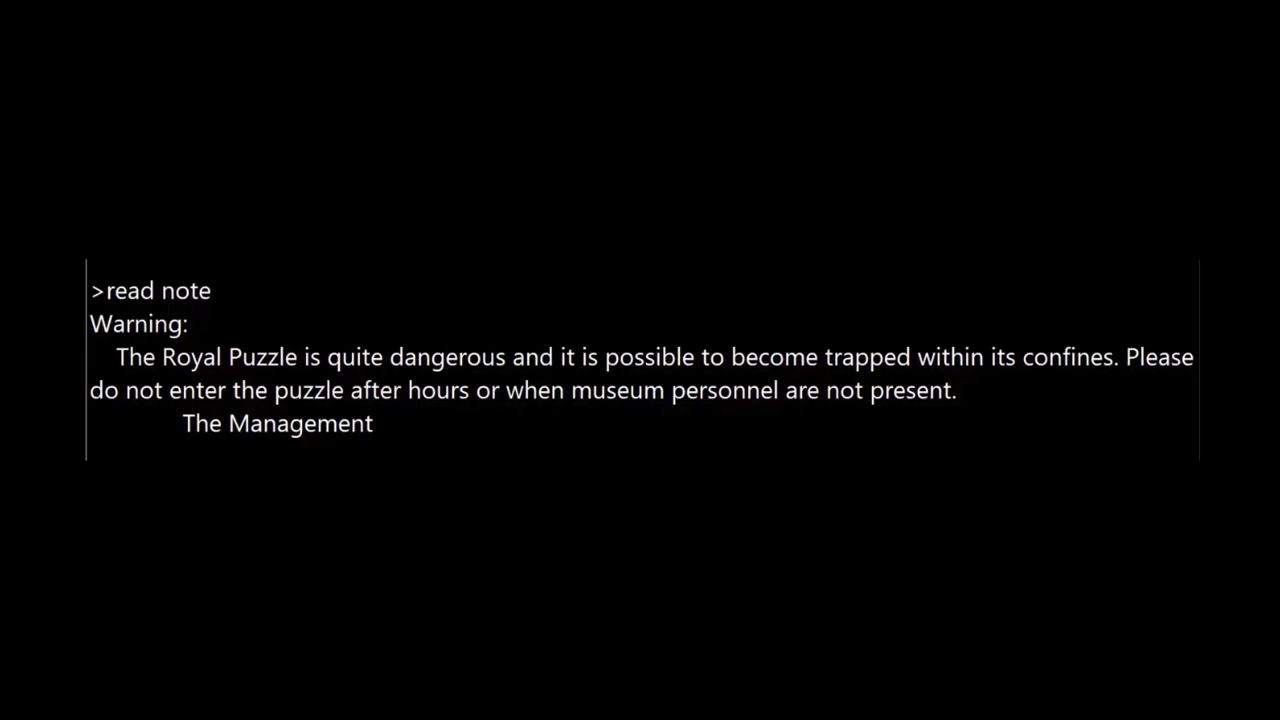 >read note
Warning:
The Royal Puzzle is quite dangerous and it is possible to become trapped within its confines. Please
do not enter the puzzle after hours or when museum personnel are not present.
The Management